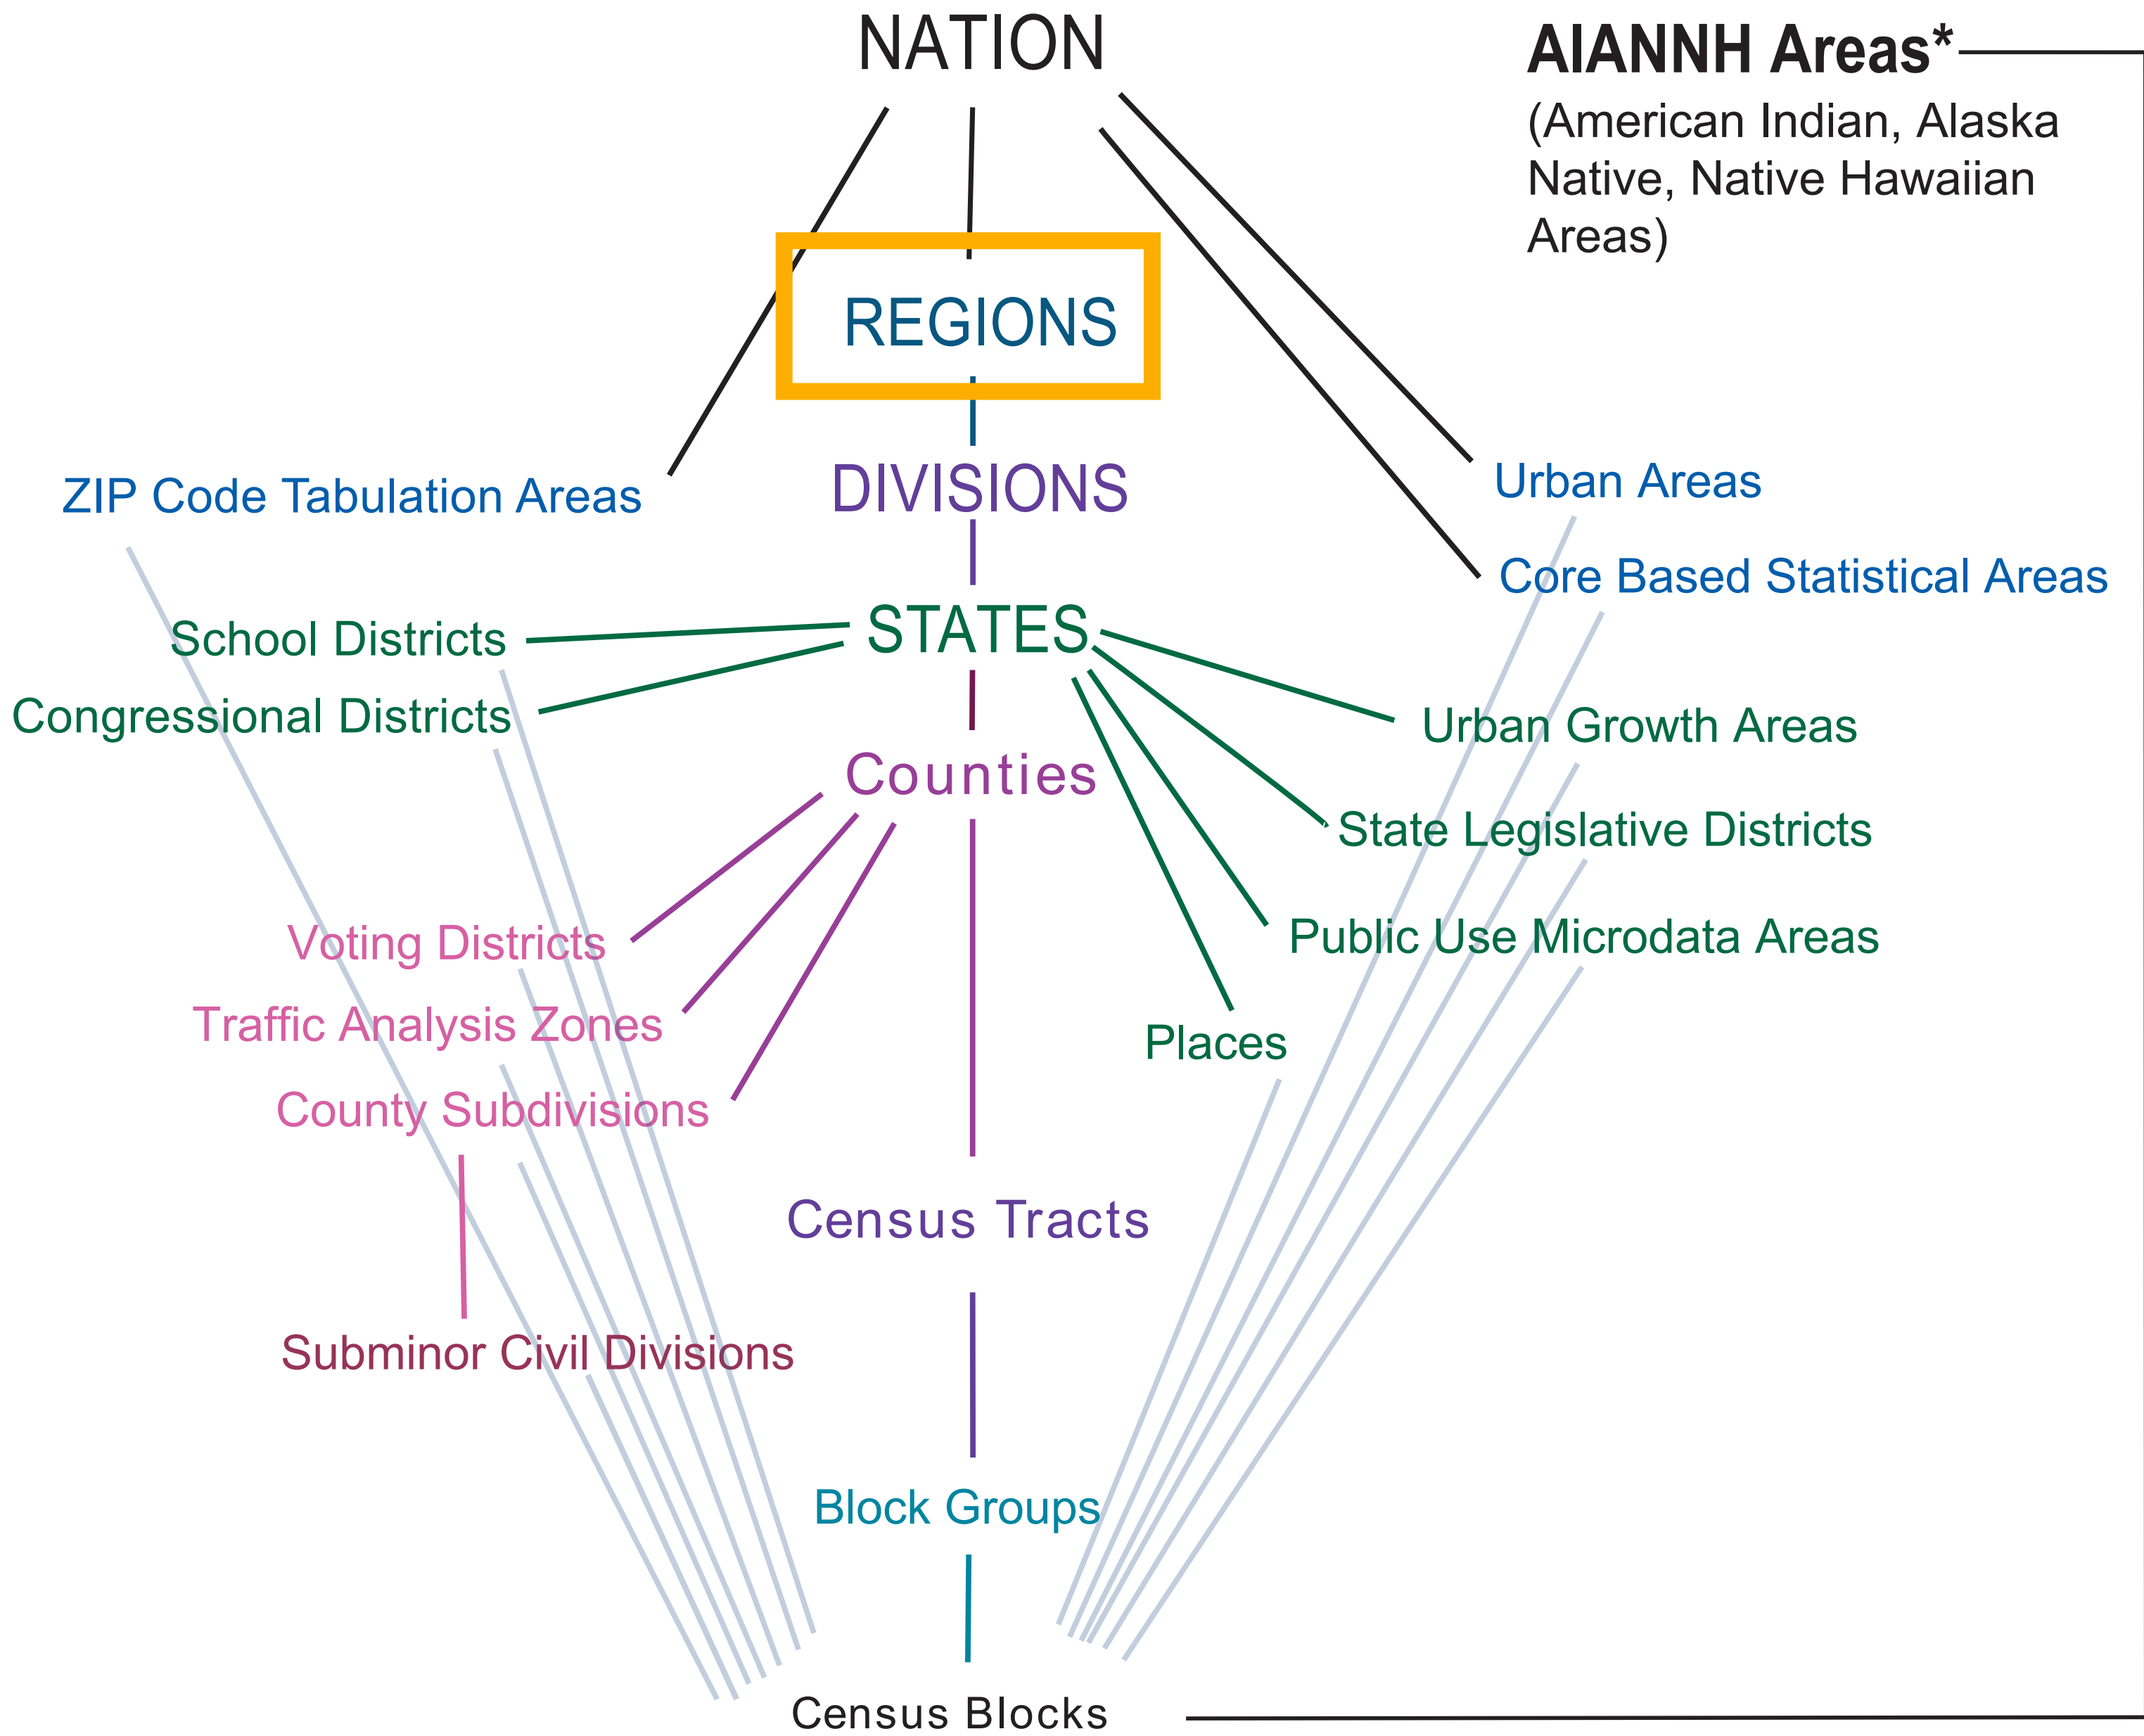 NATION
AIANNH Areas*
(American Indian, Alaska
Native, Native Hawaiian
Areas)
REGIONS
DIVISIONS
ZIP Code Tabulation Areas
Urban Areas
Core Based Statistical Areas
STATES
School Districts
Congressional Districts
Urban Growth Areas
Counties
State Legislative Districts
Public Use Microdata Areas
Voting Districts
Traffic Analysis Zones
Places
County Subdivisions
Census Tracts
Subminor Civil Divisions
Block Groups
Census Blocks